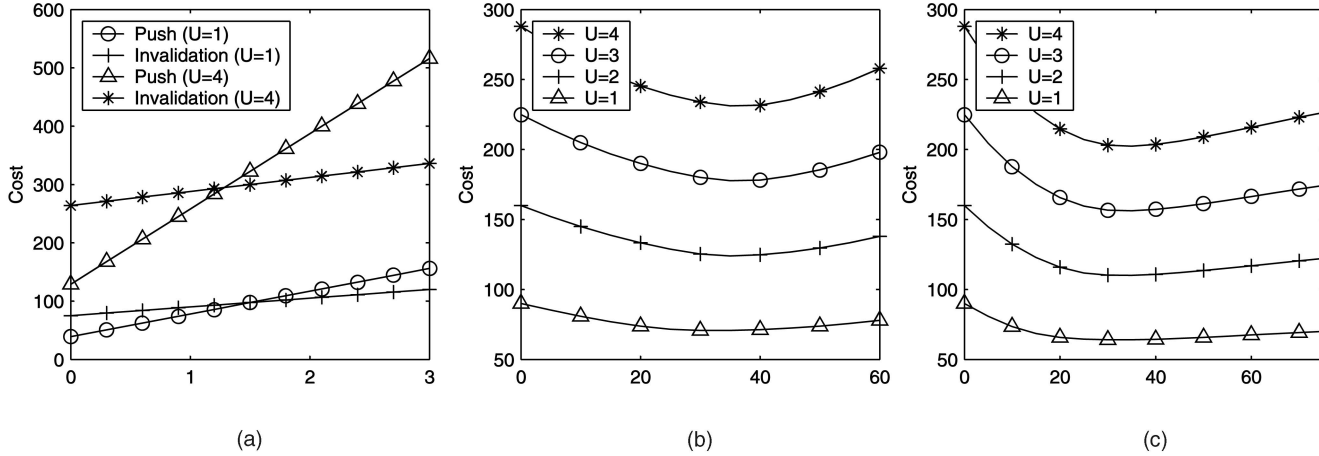 600
500
400
300
200
100
0
Cost
Push (U=1)
Invalidation (U=1)
Push (U=4)
Invalidation (U=4)
0 1 2 3
(a)
300
250
200
150
100
50
Cost
U=4
U=3
U=2
U=1
0 20 40 60
(b)
300
250
200
150
100
50
Cost
U=4
U=3
U=2
U=1
0 20 40 60
(c)